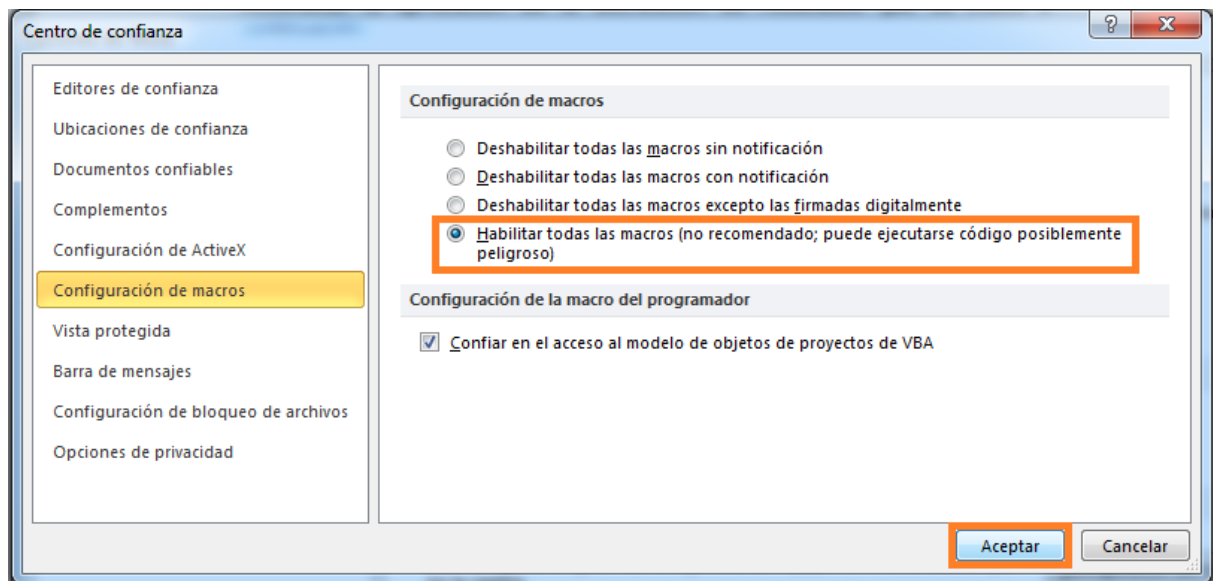 Centro de confianza
Editores de confianza
Ubicaciones de confianza
Documentos confiables
Complementos
Configuración de ActiveX
Configuración de macros
Vista protegida
Barra de mensajes
Configuración de bloqueo de archivos
Opciones de privacidad
Configuración de macros
Deshabilitar todas las macros sin notificación
Deshabilitar todas las macros con notificación
Deshabilitar todas las macros excepto las firmadas digitalmente
Habilitar todas las macros (no recomendado; puede ejecutarse código posiblemente
peligroso)
Configuración de la macro del programador
Confiar en el acceso al modelo de objetos de proyectos de VBA
Aceptar
Cancelar